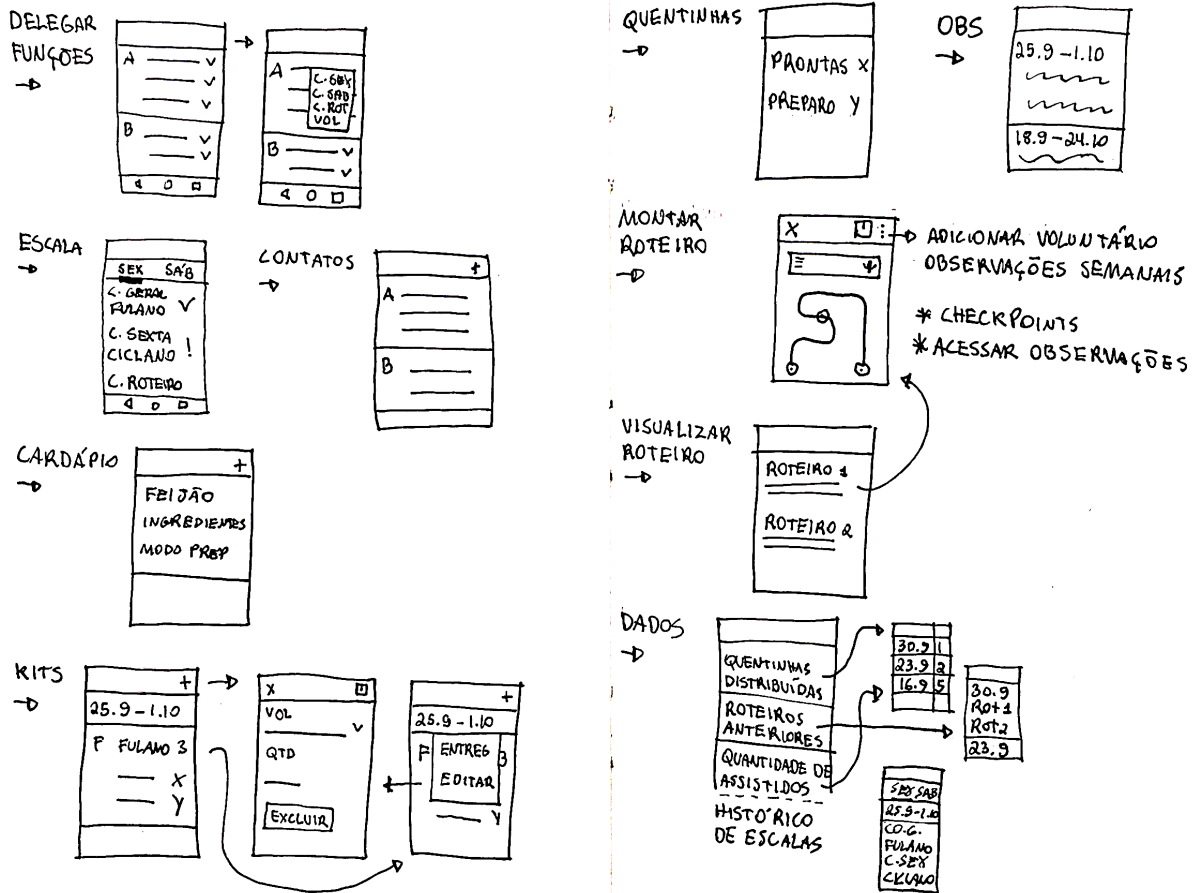 DELEGAR
FUNÇÕES
A
B
A
C. SEX
C. SAB
C. ROT
VOL
B
ESCALA
SEX SÁB
C. GERAL
FULANO
C. SEXTA
CICLANO !
C. ROTEIRO
CONTATOS
+
A
B
CARDÁPIO
+
FEIJÃO
INGREDIENTES
MODO PREP
KITS
+
25.9 – 1.10
F FULANO 3
X
Y
X
VOL
QTD
EXCLUIR
+
25.9 – 1.10
F ENTREG 3
EDITAR
Y
QUENTINHAS
PRONTAS X
PREPARO Y
OBS
25.9 – 1.10
18.9 – 24.10
MONTAR
ROTEIRO
X
ADICIONAR VOLUNTÁRIO
OBSERVAÇÕES SEMANAIS
* CHECKPOINTS
* ACESSAR OBSERVAÇÕES
VISUALIZAR
ROTEIRO
ROTEIRO 1
ROTEIRO 2
DADOS
QUENTINHAS
DISTRIBUÍDAS
ROTEIROS
ANTERIORES
QUANTIDADE DE
ASSISTIDOS
HISTÓRICO
DE ESCALAS
30.9 1
23.9 2
16.9 5
30.9
ROT1
ROT2
23.9
SEX SAB
25.9-1.10
CO.G.
FULANO
C.SEX
CICLANO